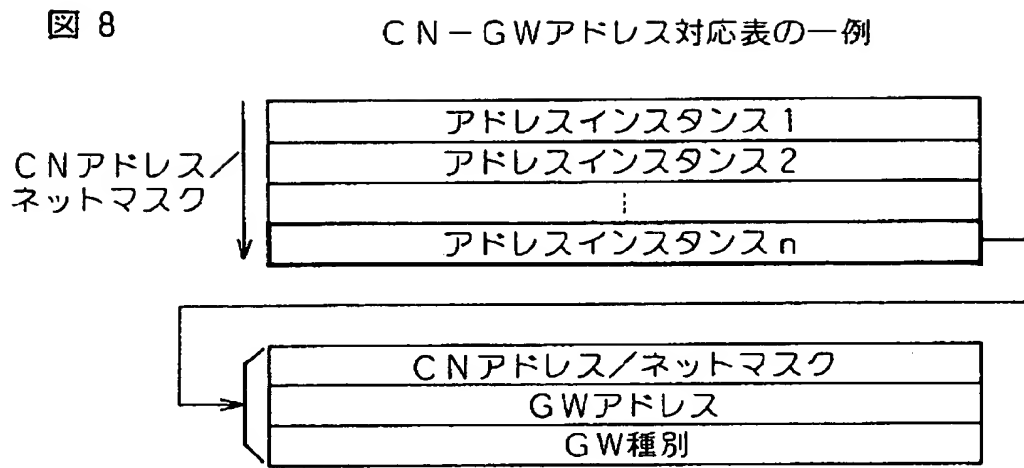 図 8
CN－GWアドレス対応表の一例
CNアドレス／
ネットマスク
アドレスインスタンス1
アドレスインスタンス2
アドレスインスタンスn
CNアドレス／ネットマスク
GWアドレス
GW種別